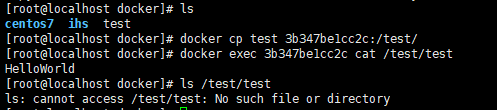 [root@localhost docker]# ls
centos7  ihs  test
[root@localhost docker]# docker cp test 3b347be1cc2c:/test/
[root@localhost docker]# docker exec 3b347be1cc2c cat /test/test
HelloWorld
[root@localhost docker]# ls /test/test
ls: cannot access /test/test: No such file or directory